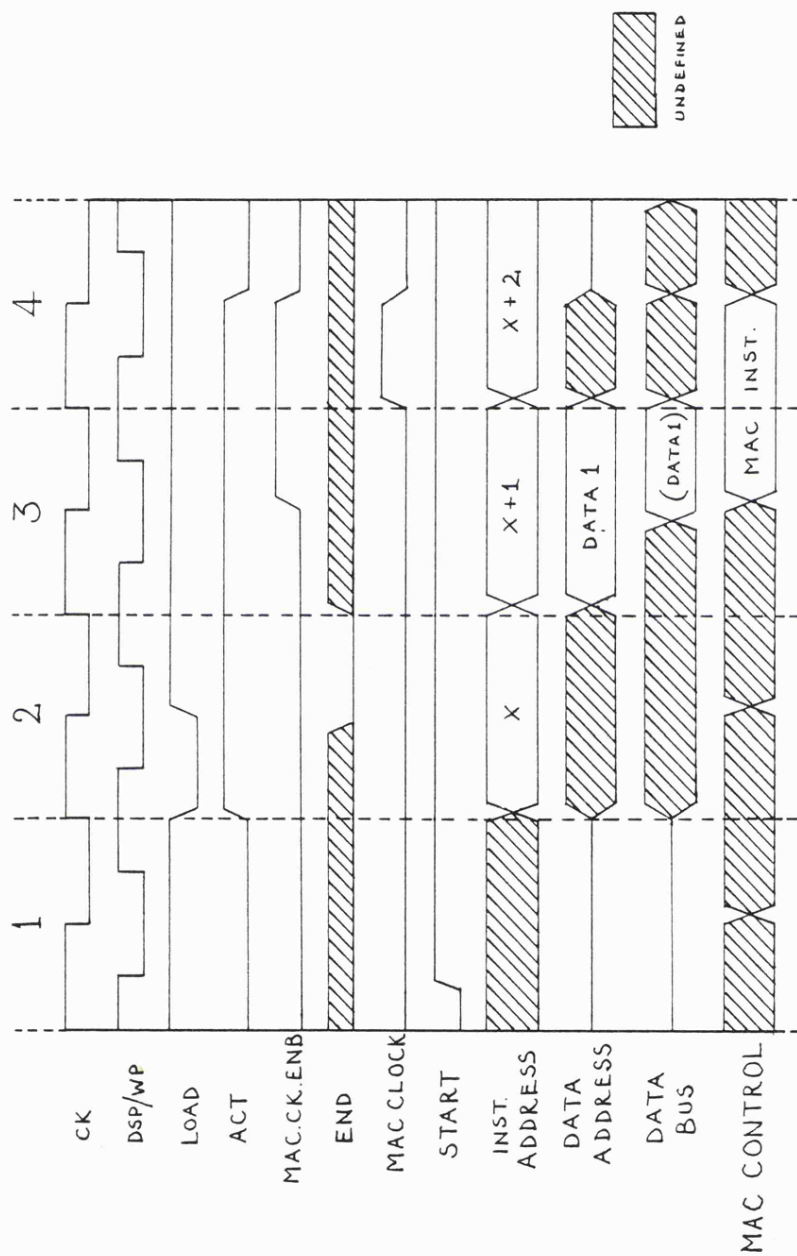 1 2 3 4
CK
DSP/WP
LOAD
ACT
MAC.CK.ENB
END
MAC CLOCK
START
INST.
ADDRESS
X
X+1
X+2
DATA
ADDRESS
DATA 1
DATA
BUS
(DATA1)
MAC CONTROL
MAC INST.
UNDEFINED